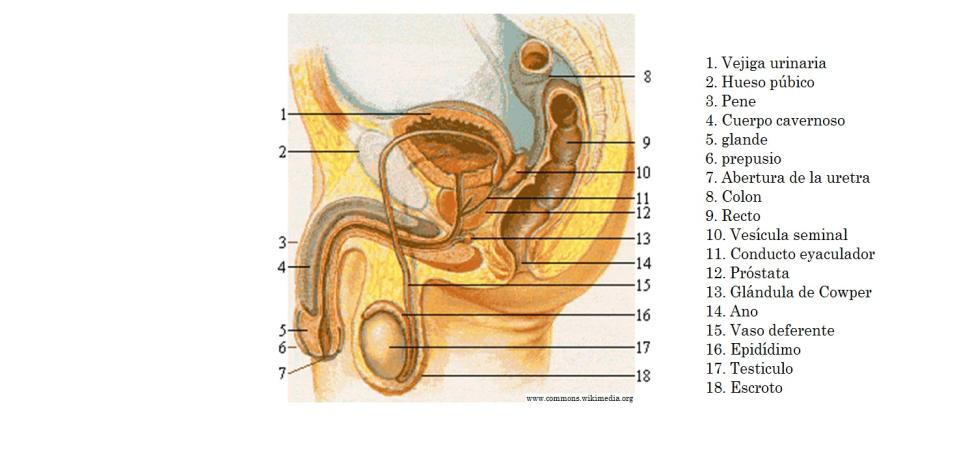 1
2
3
4
5
6
7
8
9
10
11
12
13
14
15
16
17
18
www.commons.wikimedia.org
1. Vejiga urinaria
2. Hueso púbico
3. Pene
4. Cuerpo cavernoso
5. glande
6. prepusio
7. Abertura de la uretra
8. Colon
9. Recto
10. Vesícula seminal
11. Conducto eyaculador
12. Próstata
13. Glándula de Cowper
14. Ano
15. Vaso deferente
16. Epidídimo
17. Testiculo
18. Escroto